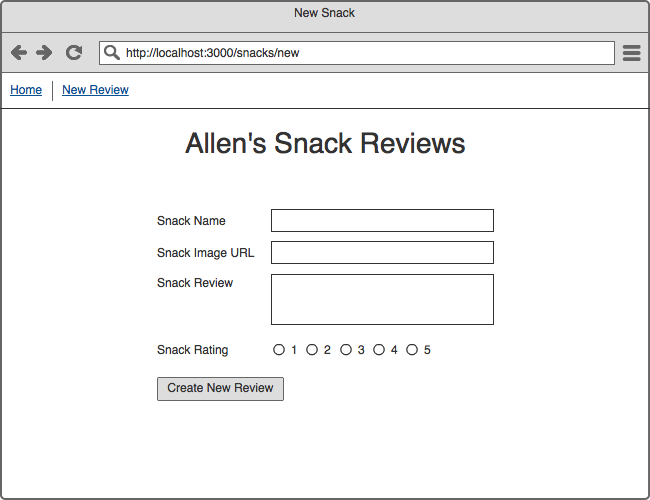 New Snack
http://localhost:3000/snacks/new
Home New Review
Allen's Snack Reviews
Snack Name
Snack Image URL
Snack Review
Snack Rating 1 2 3 4 5
Create New Review